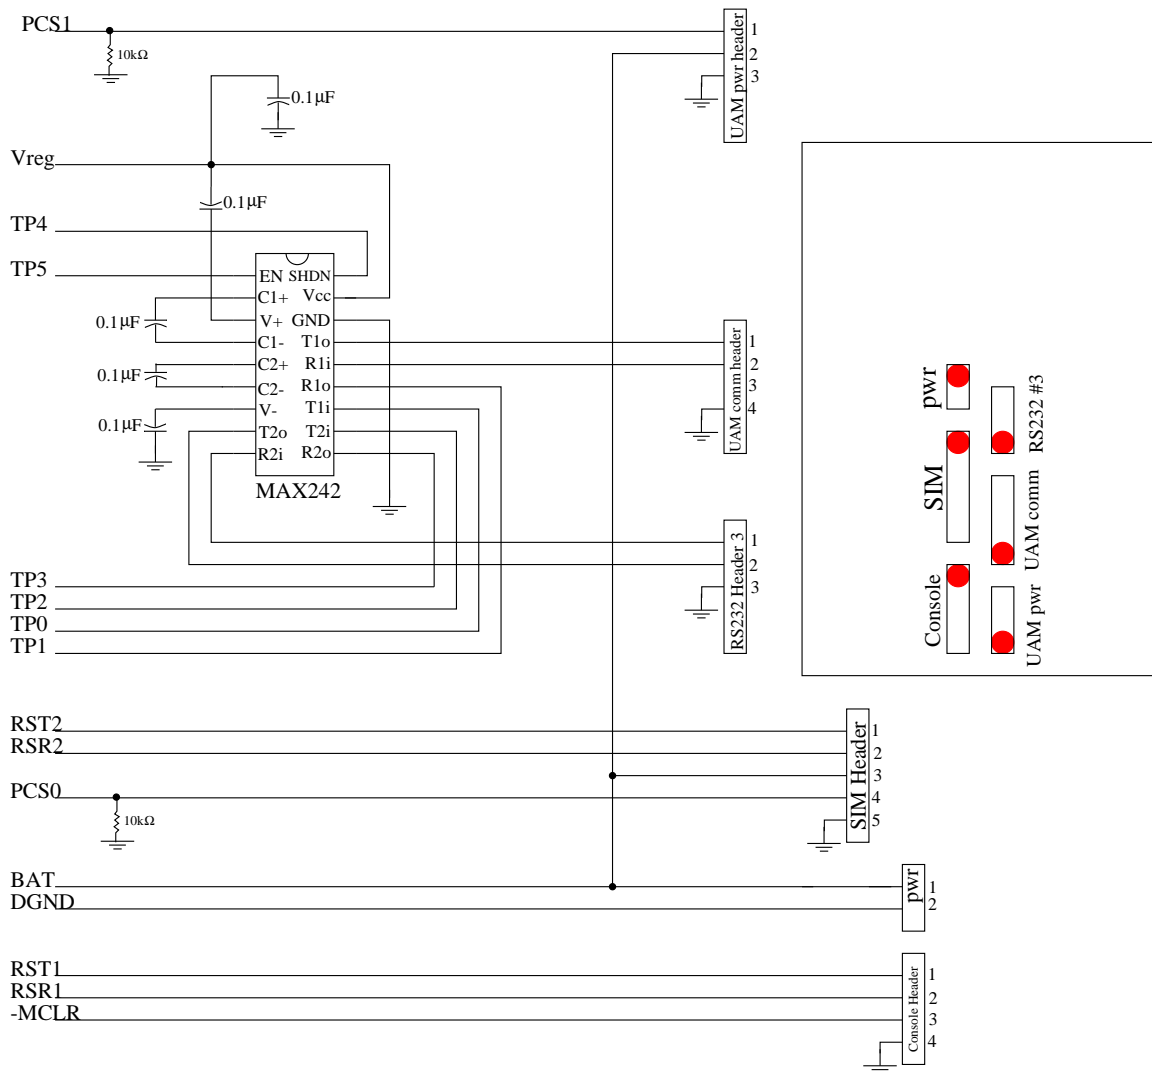 PCS1
10kΩ
UAM pwr header
1
2
3
0.1µF
Vreg
0.1µF
TP4
TP5
EN SHDN
C1+ Vcc
V+ GND
C1- T1o
C2+ R1i
C2- R1o
V- T1i
T2o T2i
R2i R2o
MAX242
0.1µF
0.1µF
0.1µF
UAM comm header
1
2
3
4
RS232 Header 3
1
2
3
TP3
TP2
TP0
TP1
pwr
RS232 #3
SIM
UAM comm
Console
UAM pwr
RST2
RSR2
PCS0
10kΩ
SIM Header
1
2
3
4
5
BAT
DGND
pwr
1
2
RST1
RSR1
-MCLR
Console Header
1
2
3
4